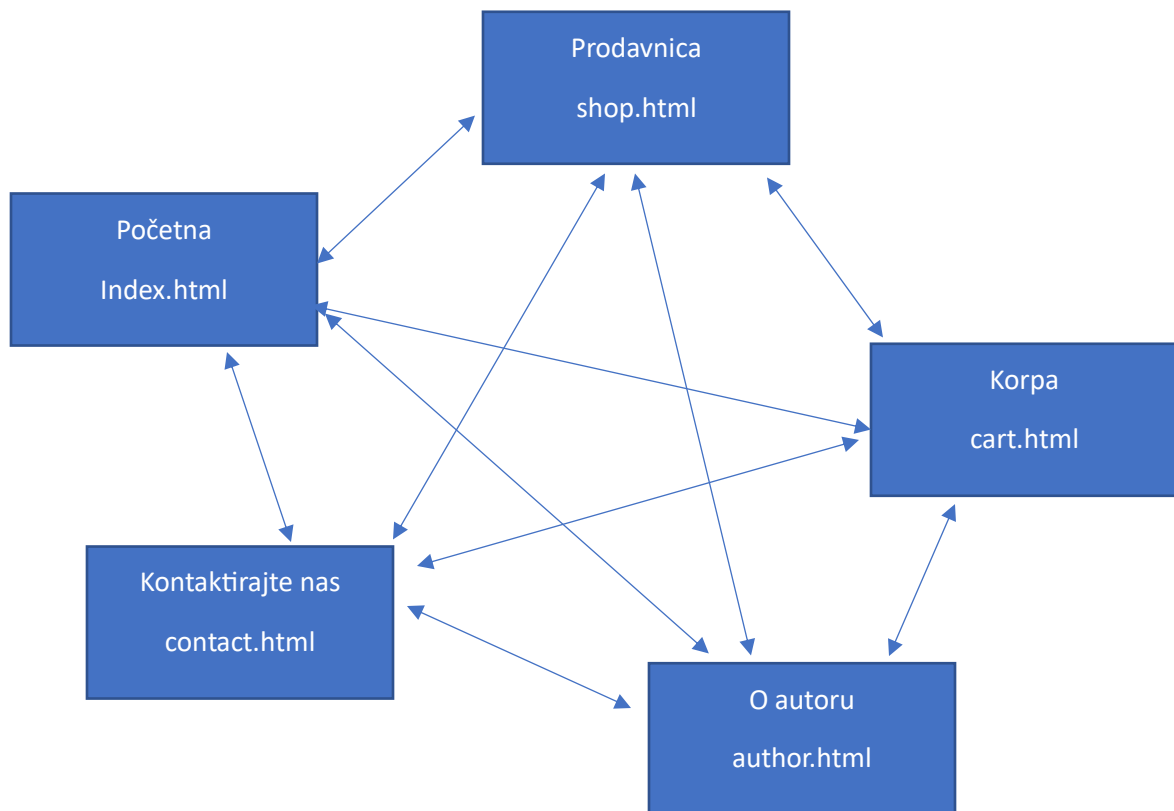 Prodavnica
shop.html
Početna
Index.html
Korpa
cart.html
Kontaktirajte nas
contact.html
O autoru
author.html